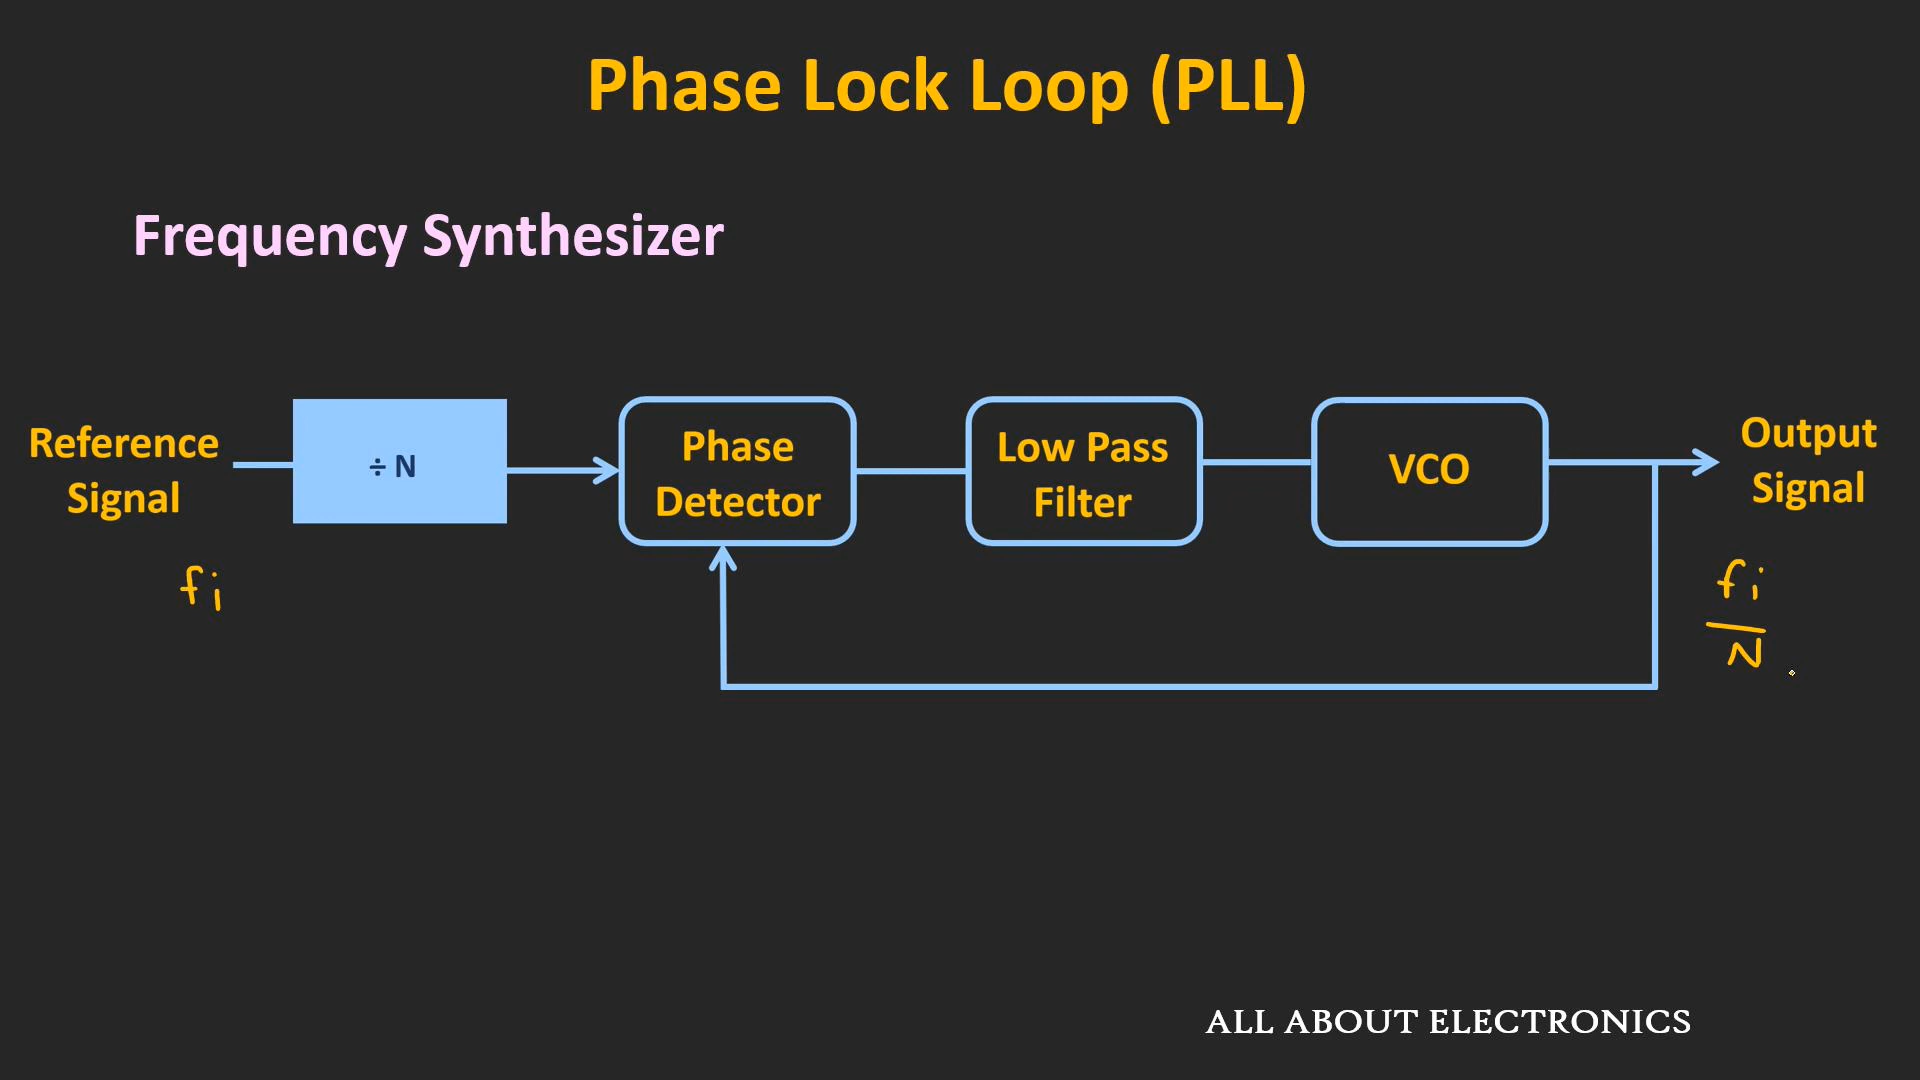 Phase Lock Loop (PLL)
Frequency Synthesizer
Reference
Signal
÷ N
Phase
Detector
Low Pass
Filter
VCO
Output
Signal
fi
fi
N
ALL ABOUT ELECTRONICS